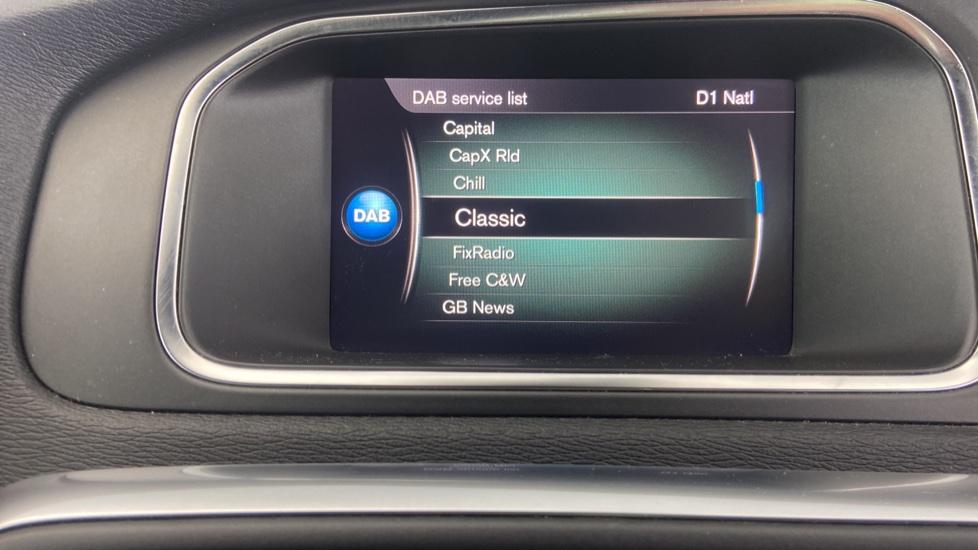 DAB service list D1 Natl
Capital
CapX Rld
Chill
DAB
Classic
FixRadio
Free C&W
GB News